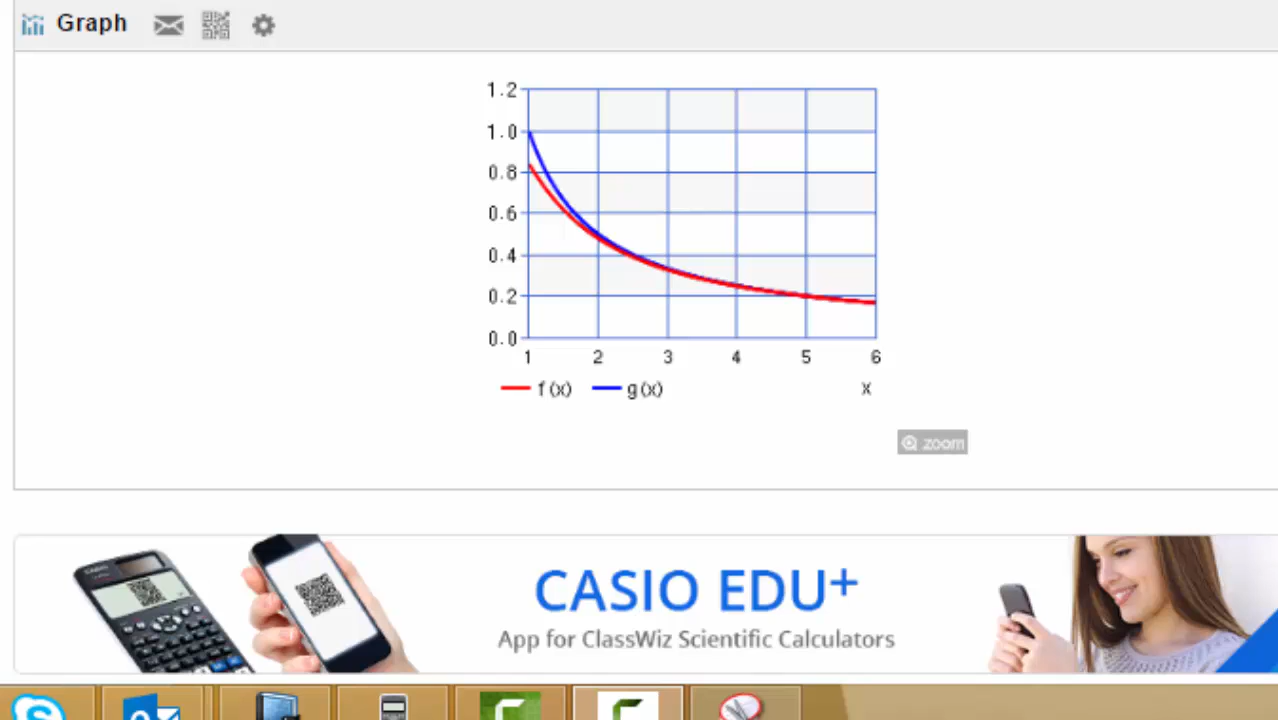 Graph
1.2
1.0
0.8
0.6
0.4
0.2
0.0
1 2 3 4 5 6
f(x) g(x) x
zoom
CASIO EDU+
App for ClassWiz Scientific Calculators